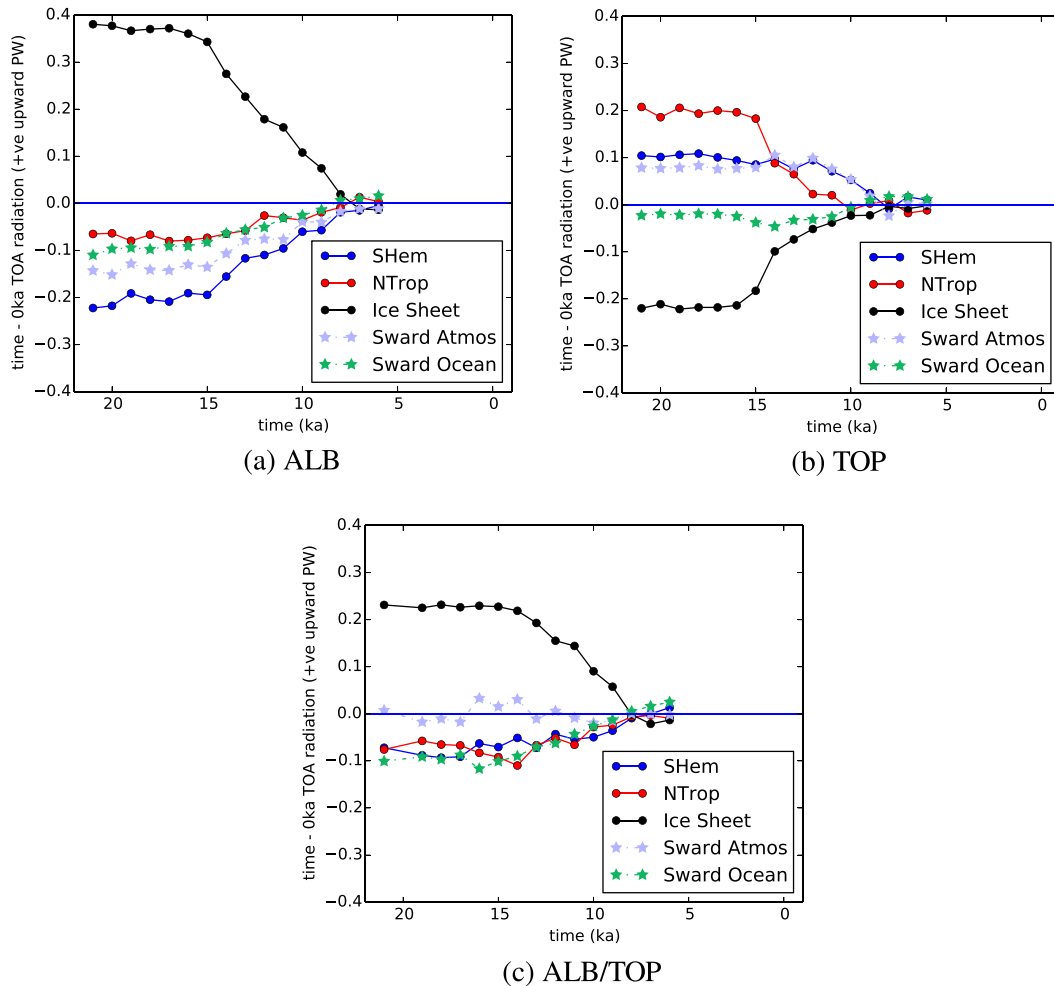 time - 0ka TOA radiation (+ve upward PW)
0.4
0.3
0.2
0.1
0.0
−0.1
−0.2
−0.3
−0.4
SHem
NTrop
Ice Sheet
Sward Atmos
Sward Ocean
20 15 10 5 0
time (ka)
(a) ALB
time - 0ka TOA radiation (+ve upward PW)
0.4
0.3
0.2
0.1
0.0
−0.1
−0.2
−0.3
−0.4
SHem
NTrop
Ice Sheet
Sward Atmos
Sward Ocean
20 15 10 5 0
time (ka)
(b) TOP
time - 0ka TOA radiation (+ve upward PW)
0.4
0.3
0.2
0.1
0.0
−0.1
−0.2
−0.3
−0.4
SHem
NTrop
Ice Sheet
Sward Atmos
Sward Ocean
20 15 10 5 0
time (ka)
(c) ALB/TOP